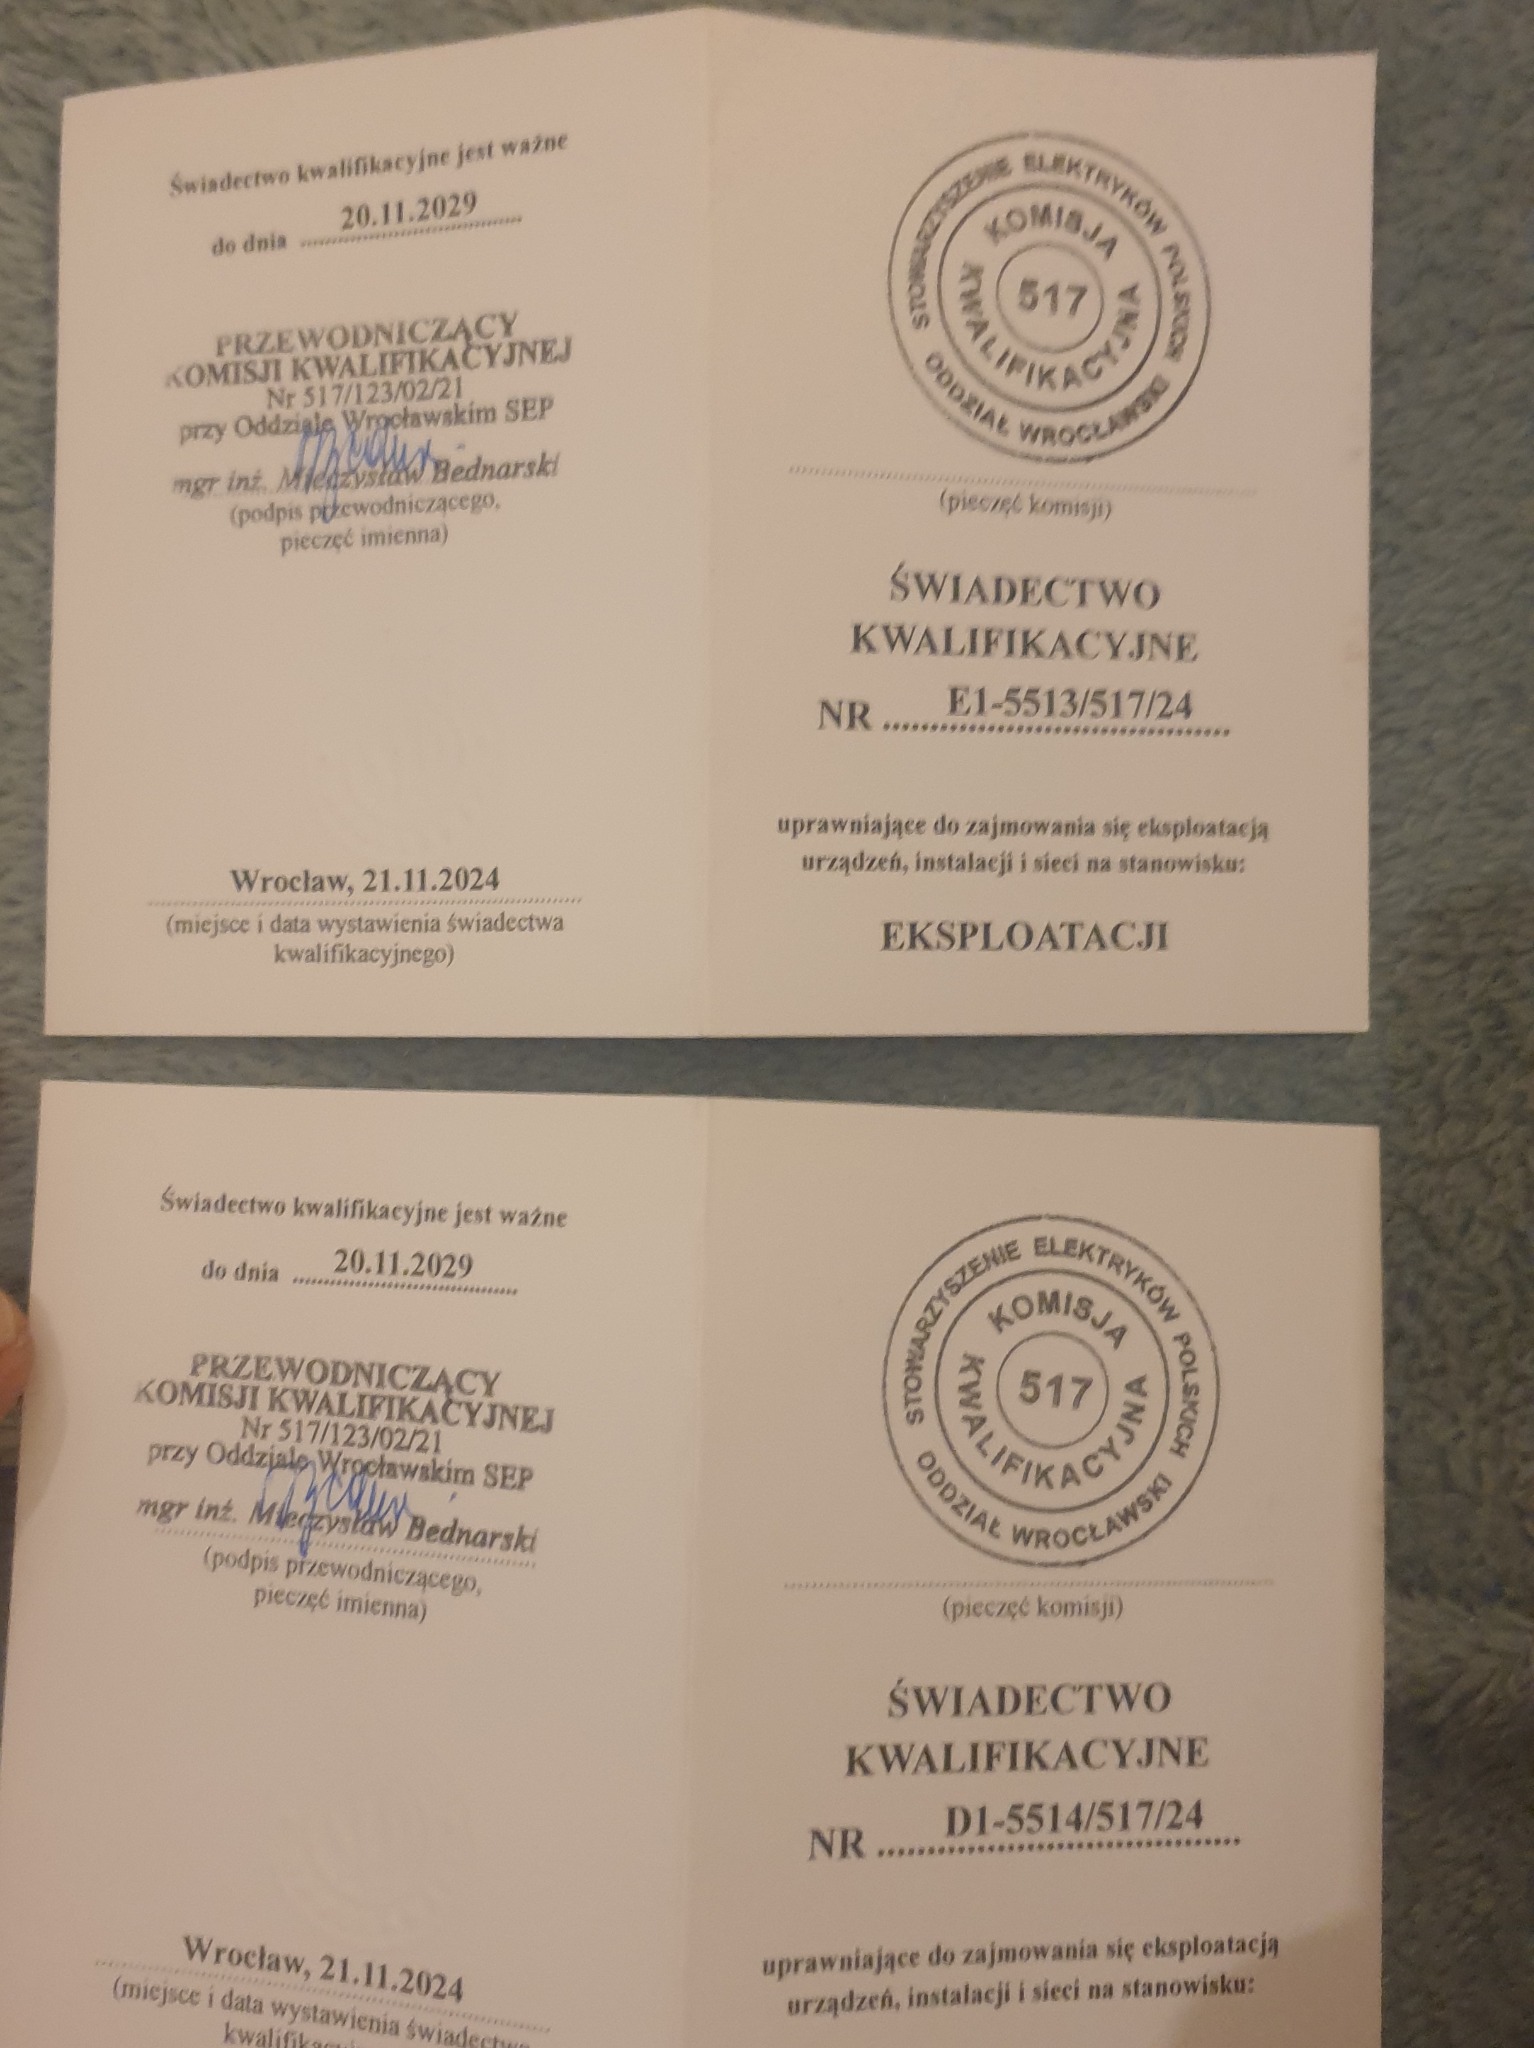 Świadectwo kwalifikacyjne jest ważne
do dnia 20.11.2029
PRZEWODNICZĄCY
KOMISJI KWALIFIKACYJNEJ
Nr 517/123/02/21
przy Oddziale Wrocławskim SEP
mgr inż. Mieczysław Bednarski
(podpis przewodniczącego,
pieczęć imienna)
Wrocław, 21.11.2024
(miejsce i data wystawienia świadectwa
kwalifikacyjnego)
STOWARZYSZENIE ELEKTRYKÓW POLSKICH
ODDZIAŁ WROCŁAWSKI
KOMISJA
KWALIFIKACYJNA
517
(pieczęć komisji)
ŚWIADECTWO
KWALIFIKACYJNE
NR E1-5513/517/24
uprawniające do zajmowania się eksploatacją
urządzeń, instalacji i sieci na stanowisku:
EKSPLOATACJI
Świadectwo kwalifikacyjne jest ważne
do dnia 20.11.2029
PRZEWODNICZĄCY
KOMISJI KWALIFIKACYJNEJ
Nr 517/123/02/21
przy Oddziale Wrocławskim SEP
mgr inż. Mieczysław Bednarski
(podpis przewodniczącego,
pieczęć imienna)
Wrocław, 21.11.2024
(miejsce i data wystawienia świadectwa
STOWARZYSZENIE ELEKTRYKÓW POLSKICH
ODDZIAŁ WROCŁAWSKI
KOMISJA
KWALIFIKACYJNA
517
(pieczęć komisji)
ŚWIADECTWO
KWALIFIKACYJNE
NR D1-5514/517/24
uprawniające do zajmowania się eksploatacją
urządzeń, instalacji i sieci na stanowisku: